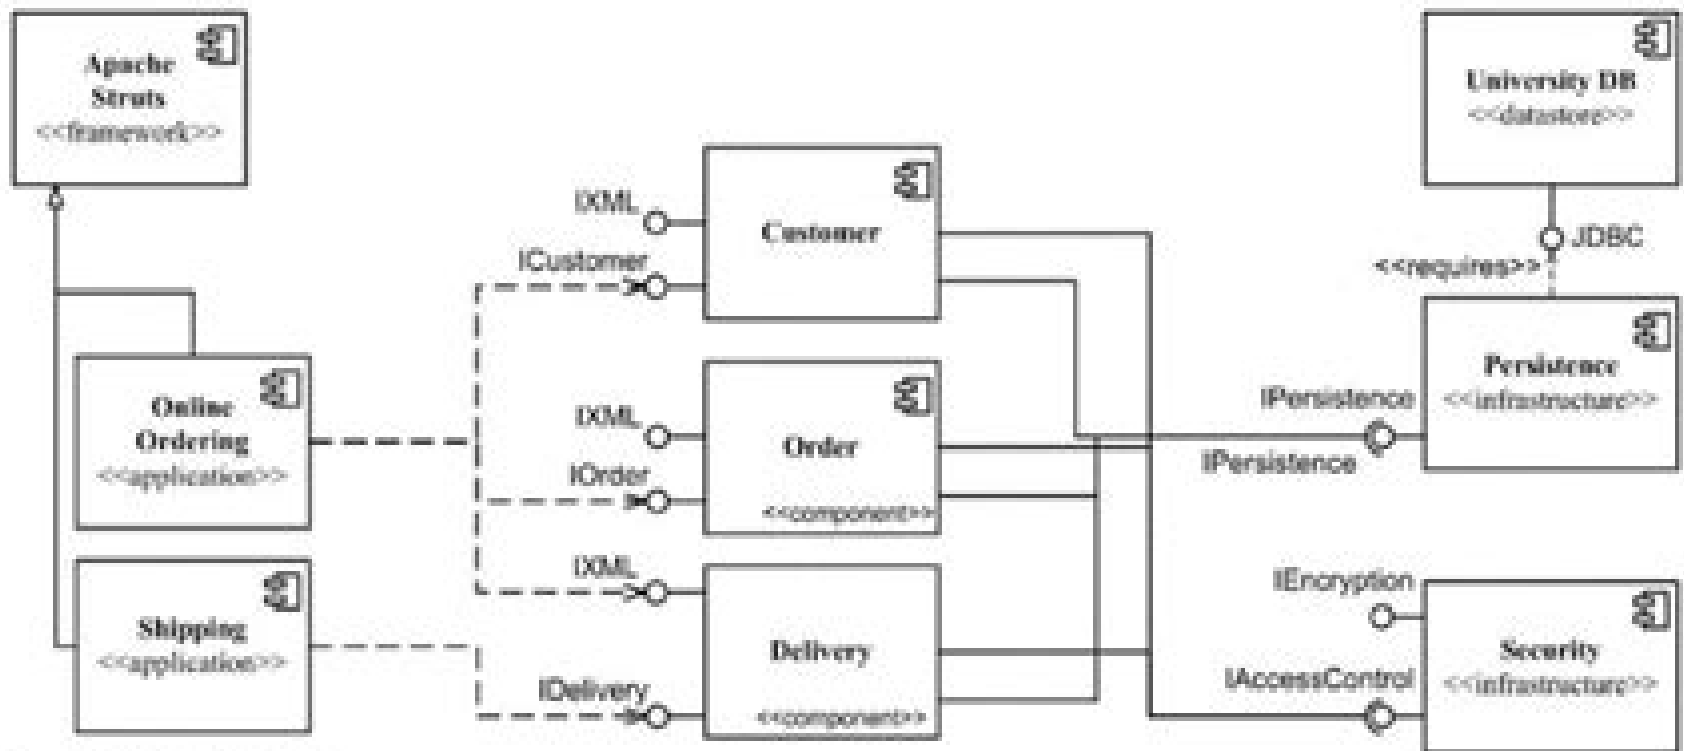 Apache
Struts
<<framework>>
University DB
<<datastore>>
IXML
Customer
ICustomer
JDBC
<<requires>>
Online
Ordering
<<application>>
IXML
Order
IOrder
<<component>>
IPersistence
Persistence
<<infrastructure>>
IPersistence
Shipping
<<application>>
IXML
Delivery
IDelivery
<<component>>
IEncryption
Security
<<infrastructure>>
IAccessControl